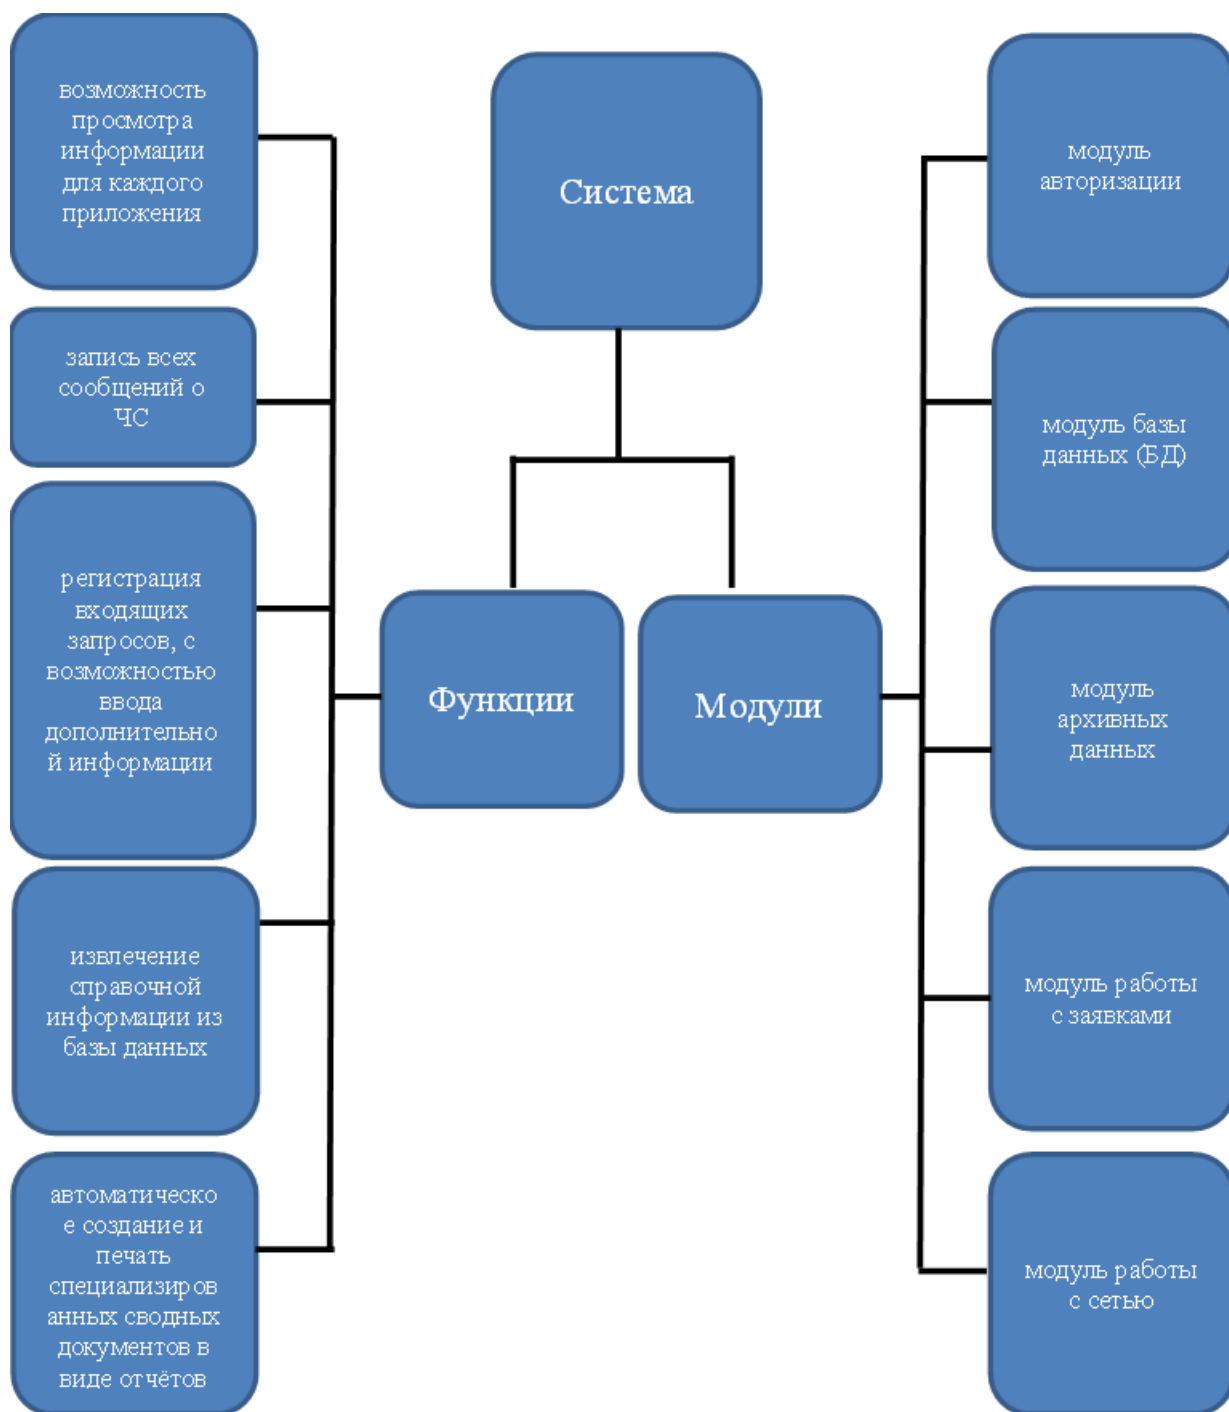 Система
Функции
возможность
просмотра
информации
для каждого
приложения
запись всех
сообщений о
ЧС
регистрация
входящих
запросов, с
возможностью
ввода
дополнительно
й информации
извлечение
справочной
информации из
базы данных
автоматическо
е создание и
печать
специализиров
анных сводных
документов в
виде отчётов
Модули
модуль
авторизации
модуль базы
данных (БД)
модуль
архивных
данных
модуль работы
с заявками
модуль работы
с сетью